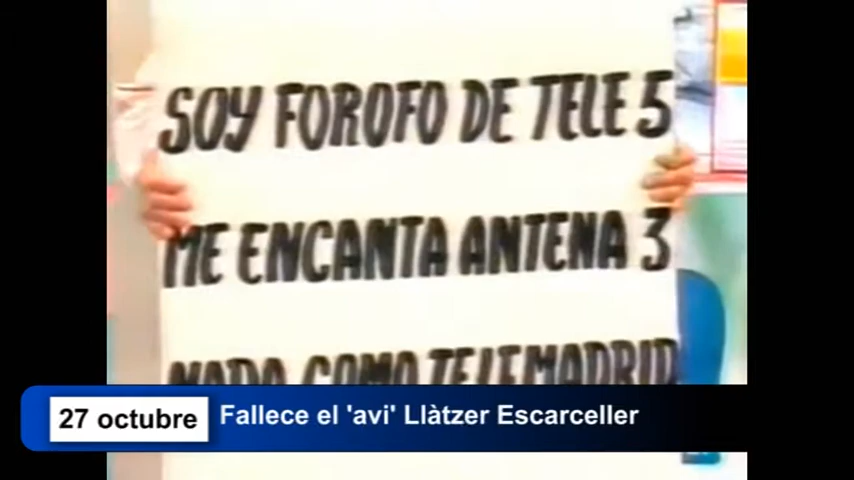 SOY FOROFO DE TELE 5
ME ENCANTA ANTENA 3
NADA COMO TELEMADRID
27 octubre
Fallece el 'avi' Llàtzer Escarceller